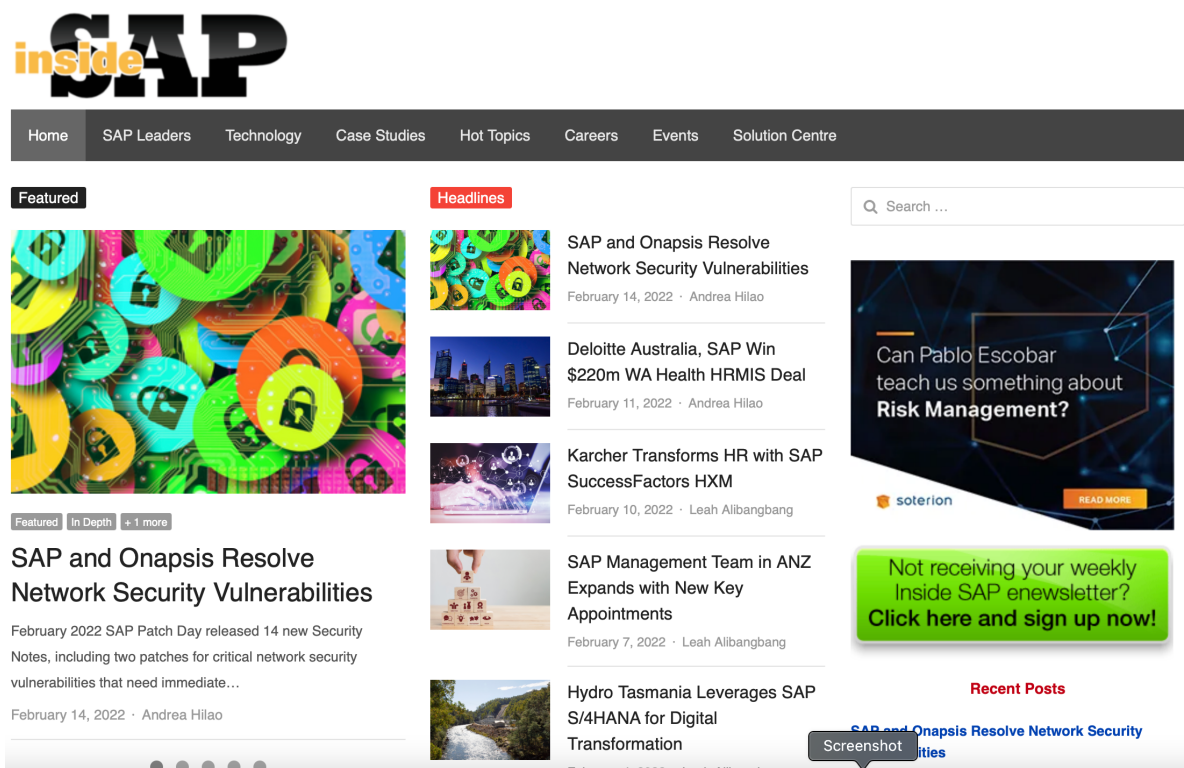 inside SAP
Home SAP Leaders Technology Case Studies Hot Topics Careers Events Solution Centre
Featured
Featured In Depth + 1 more
SAP and Onapsis Resolve
Network Security Vulnerabilities
February 2022 SAP Patch Day released 14 new Security
Notes, including two patches for critical network security
vulnerabilities that need immediate…
February 14, 2022 · Andrea Hilao
Headlines
SAP and Onapsis Resolve
Network Security Vulnerabilities
February 14, 2022 · Andrea Hilao
Deloitte Australia, SAP Win
$220m WA Health HRMIS Deal
February 11, 2022 · Andrea Hilao
Karcher Transforms HR with SAP
SuccessFactors HXM
February 10, 2022 · Leah Alibangbang
SAP Management Team in ANZ
Expands with New Key
Appointments
February 7, 2022 · Leah Alibangbang
Hydro Tasmania Leverages SAP
S/4HANA for Digital
Transformation
Search …
Can Pablo Escobar
teach us something about
Risk Management?
soterion
READ MORE
Not receiving your weekly
Inside SAP enewsletter?
Click here and sign up now!
Recent Posts
SAP and Onapsis Resolve Network Security
Screenshot